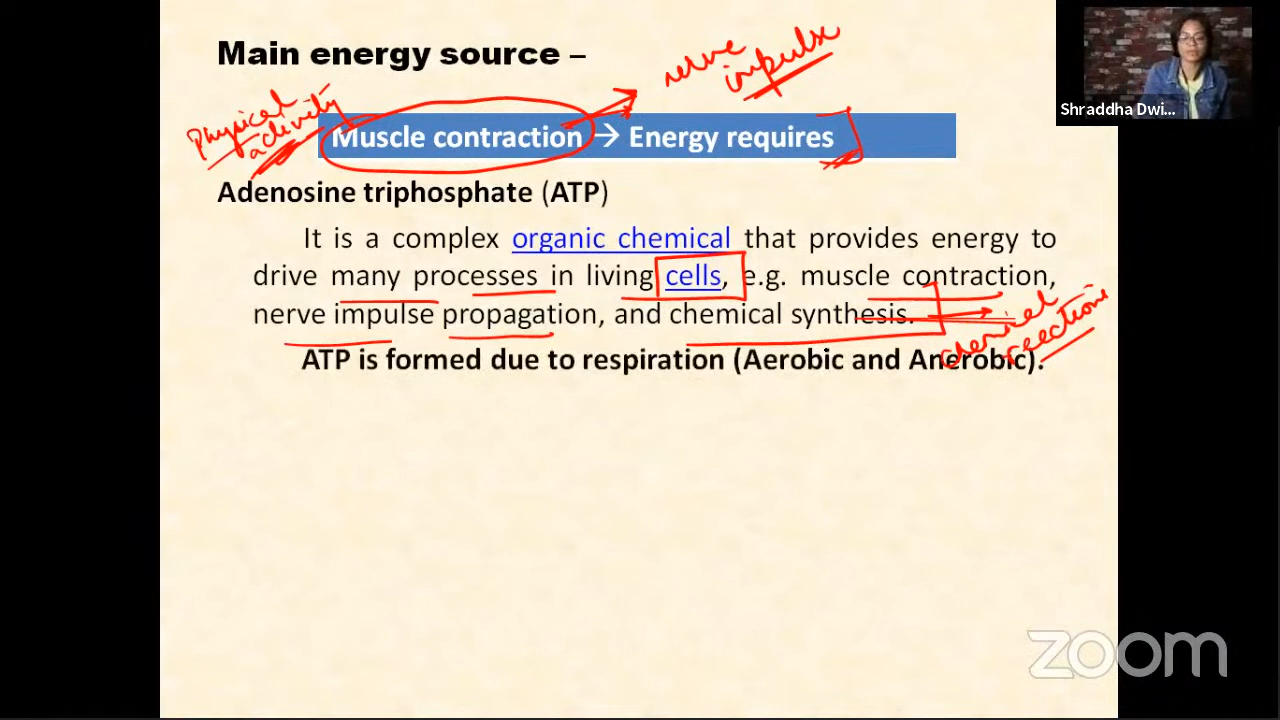 Main energy source –
nerve
impulse
Shraddha Dwi...
Physical
activity
Muscle contraction → Energy requires
Adenosine triphosphate (ATP)
It is a complex organic chemical that provides energy to
drive many processes in living cells, e.g. muscle contraction,
nerve impulse propagation, and chemical synthesis.
chemical
reections
ATP is formed due to respiration (Aerobic and Anerobic).
zoom